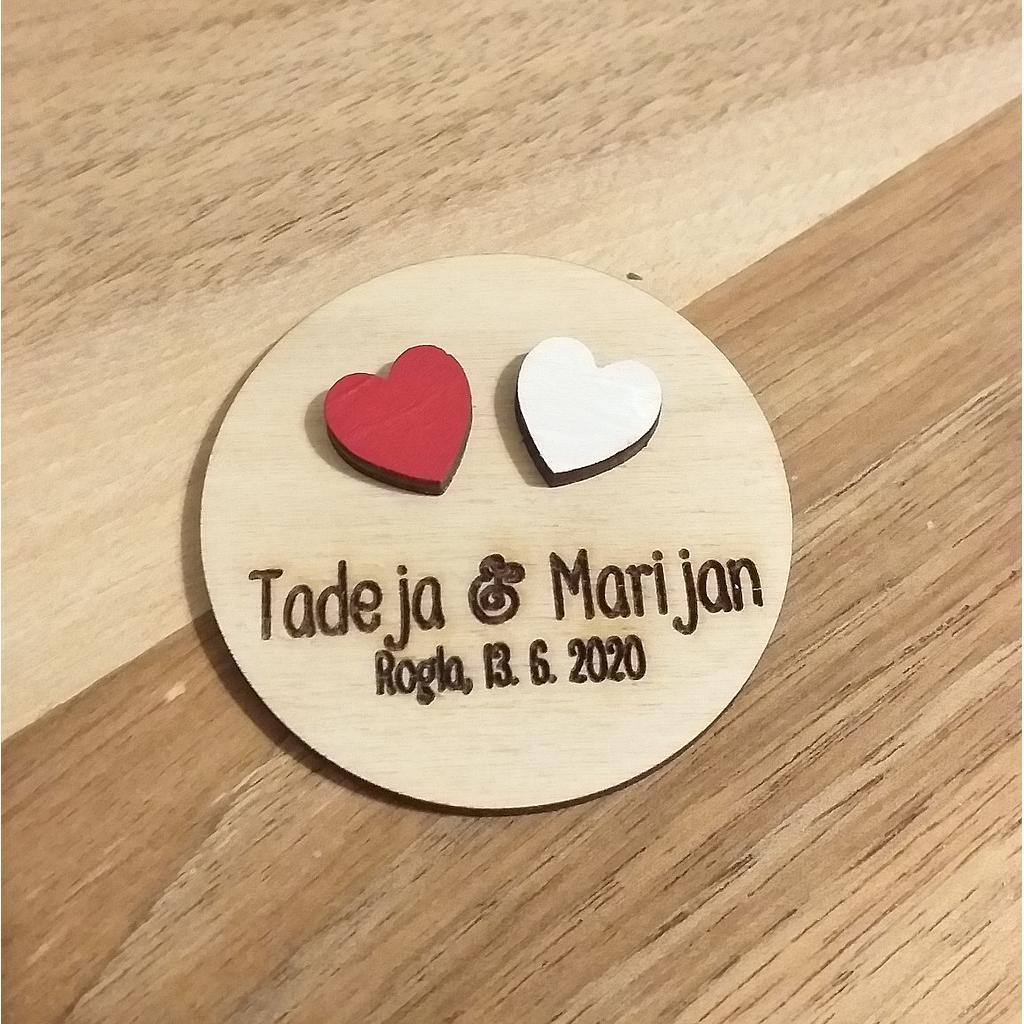 Tadeja & Marijan
Rogla, 13. 6. 2020